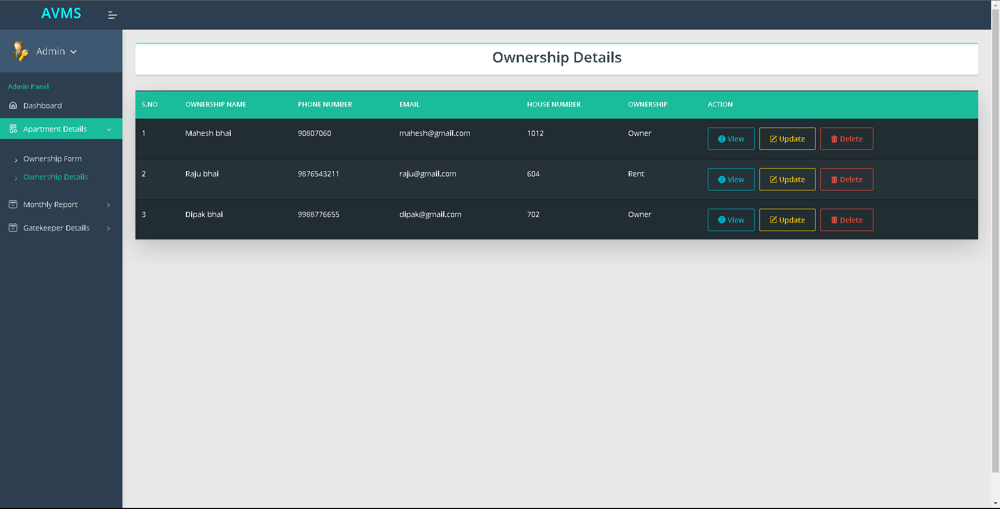 AVMS
Admin
Admin Panel
Dashboard
Apartment Details
Ownership Form
Ownership Details
Monthly Report
Gatekeeper Details
Ownership Details
S.NO OWNERSHIP NAME PHONE NUMBER EMAIL HOUSE NUMBER OWNERSHIP ACTION
1 Mahesh bhai 90807060 mahesh@gmail.com 1012 Owner View Update Delete
2 Raju bhai 9876543211 raju@gmail.com 604 Rent View Update Delete
3 Dipak bhai 9988776655 dipak@gmail.com 702 Owner View Update Delete